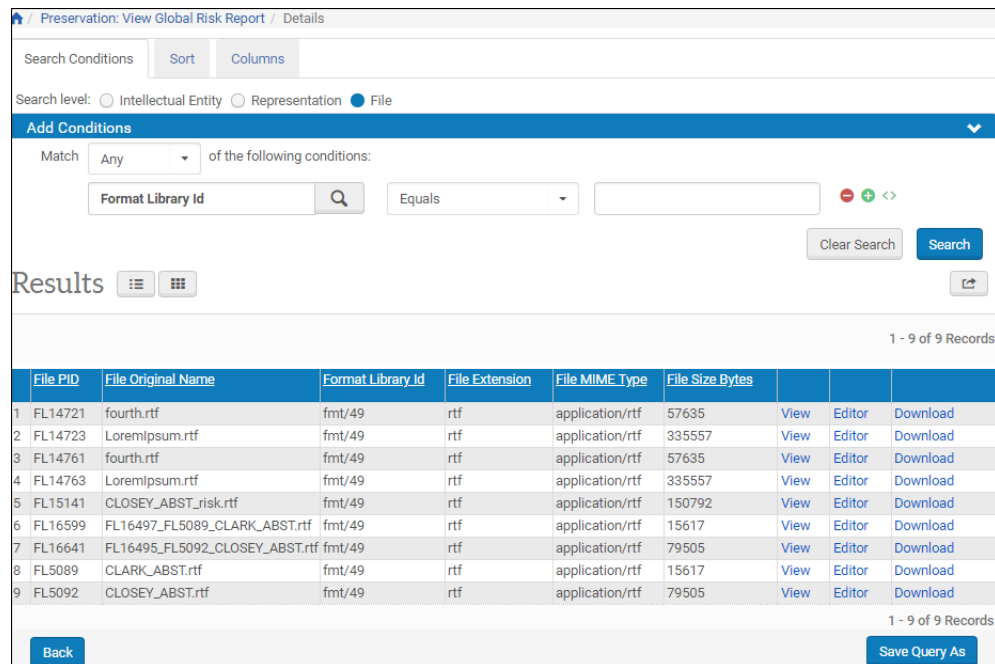 / Preservation: View Global Risk Report / Details
Search Conditions Sort Columns
Search level: Intellectual Entity Representation File
Add Conditions
Match Any of the following conditions:
Format Library Id Equals
Clear Search Search
Results
1 - 9 of 9 Records
File PID File Original Name Format Library Id File Extension File MIME Type File Size Bytes
1 FL14721 fourth.rtf fmt/49 rtf application/rtf 57635 View Editor Download
2 FL14723 LoremIpsum.rtf fmt/49 rtf application/rtf 335557 View Editor Download
3 FL14761 fourth.rtf fmt/49 rtf application/rtf 57635 View Editor Download
4 FL14763 LoremIpsum.rtf fmt/49 rtf application/rtf 335557 View Editor Download
5 FL15141 CLOSEY_ABST_risk.rtf fmt/49 rtf application/rtf 150792 View Editor Download
6 FL16599 FL16497_FL5089_CLARK_ABST.rtf fmt/49 rtf application/rtf 15617 View Editor Download
7 FL16641 FL16495_FL5092_CLOSEY_ABST.rtf fmt/49 rtf application/rtf 79505 View Editor Download
8 FL5089 CLARK_ABST.rtf fmt/49 rtf application/rtf 15617 View Editor Download
9 FL5092 CLOSEY_ABST.rtf fmt/49 rtf application/rtf 79505 View Editor Download
1 - 9 of 9 Records
Back Save Query As